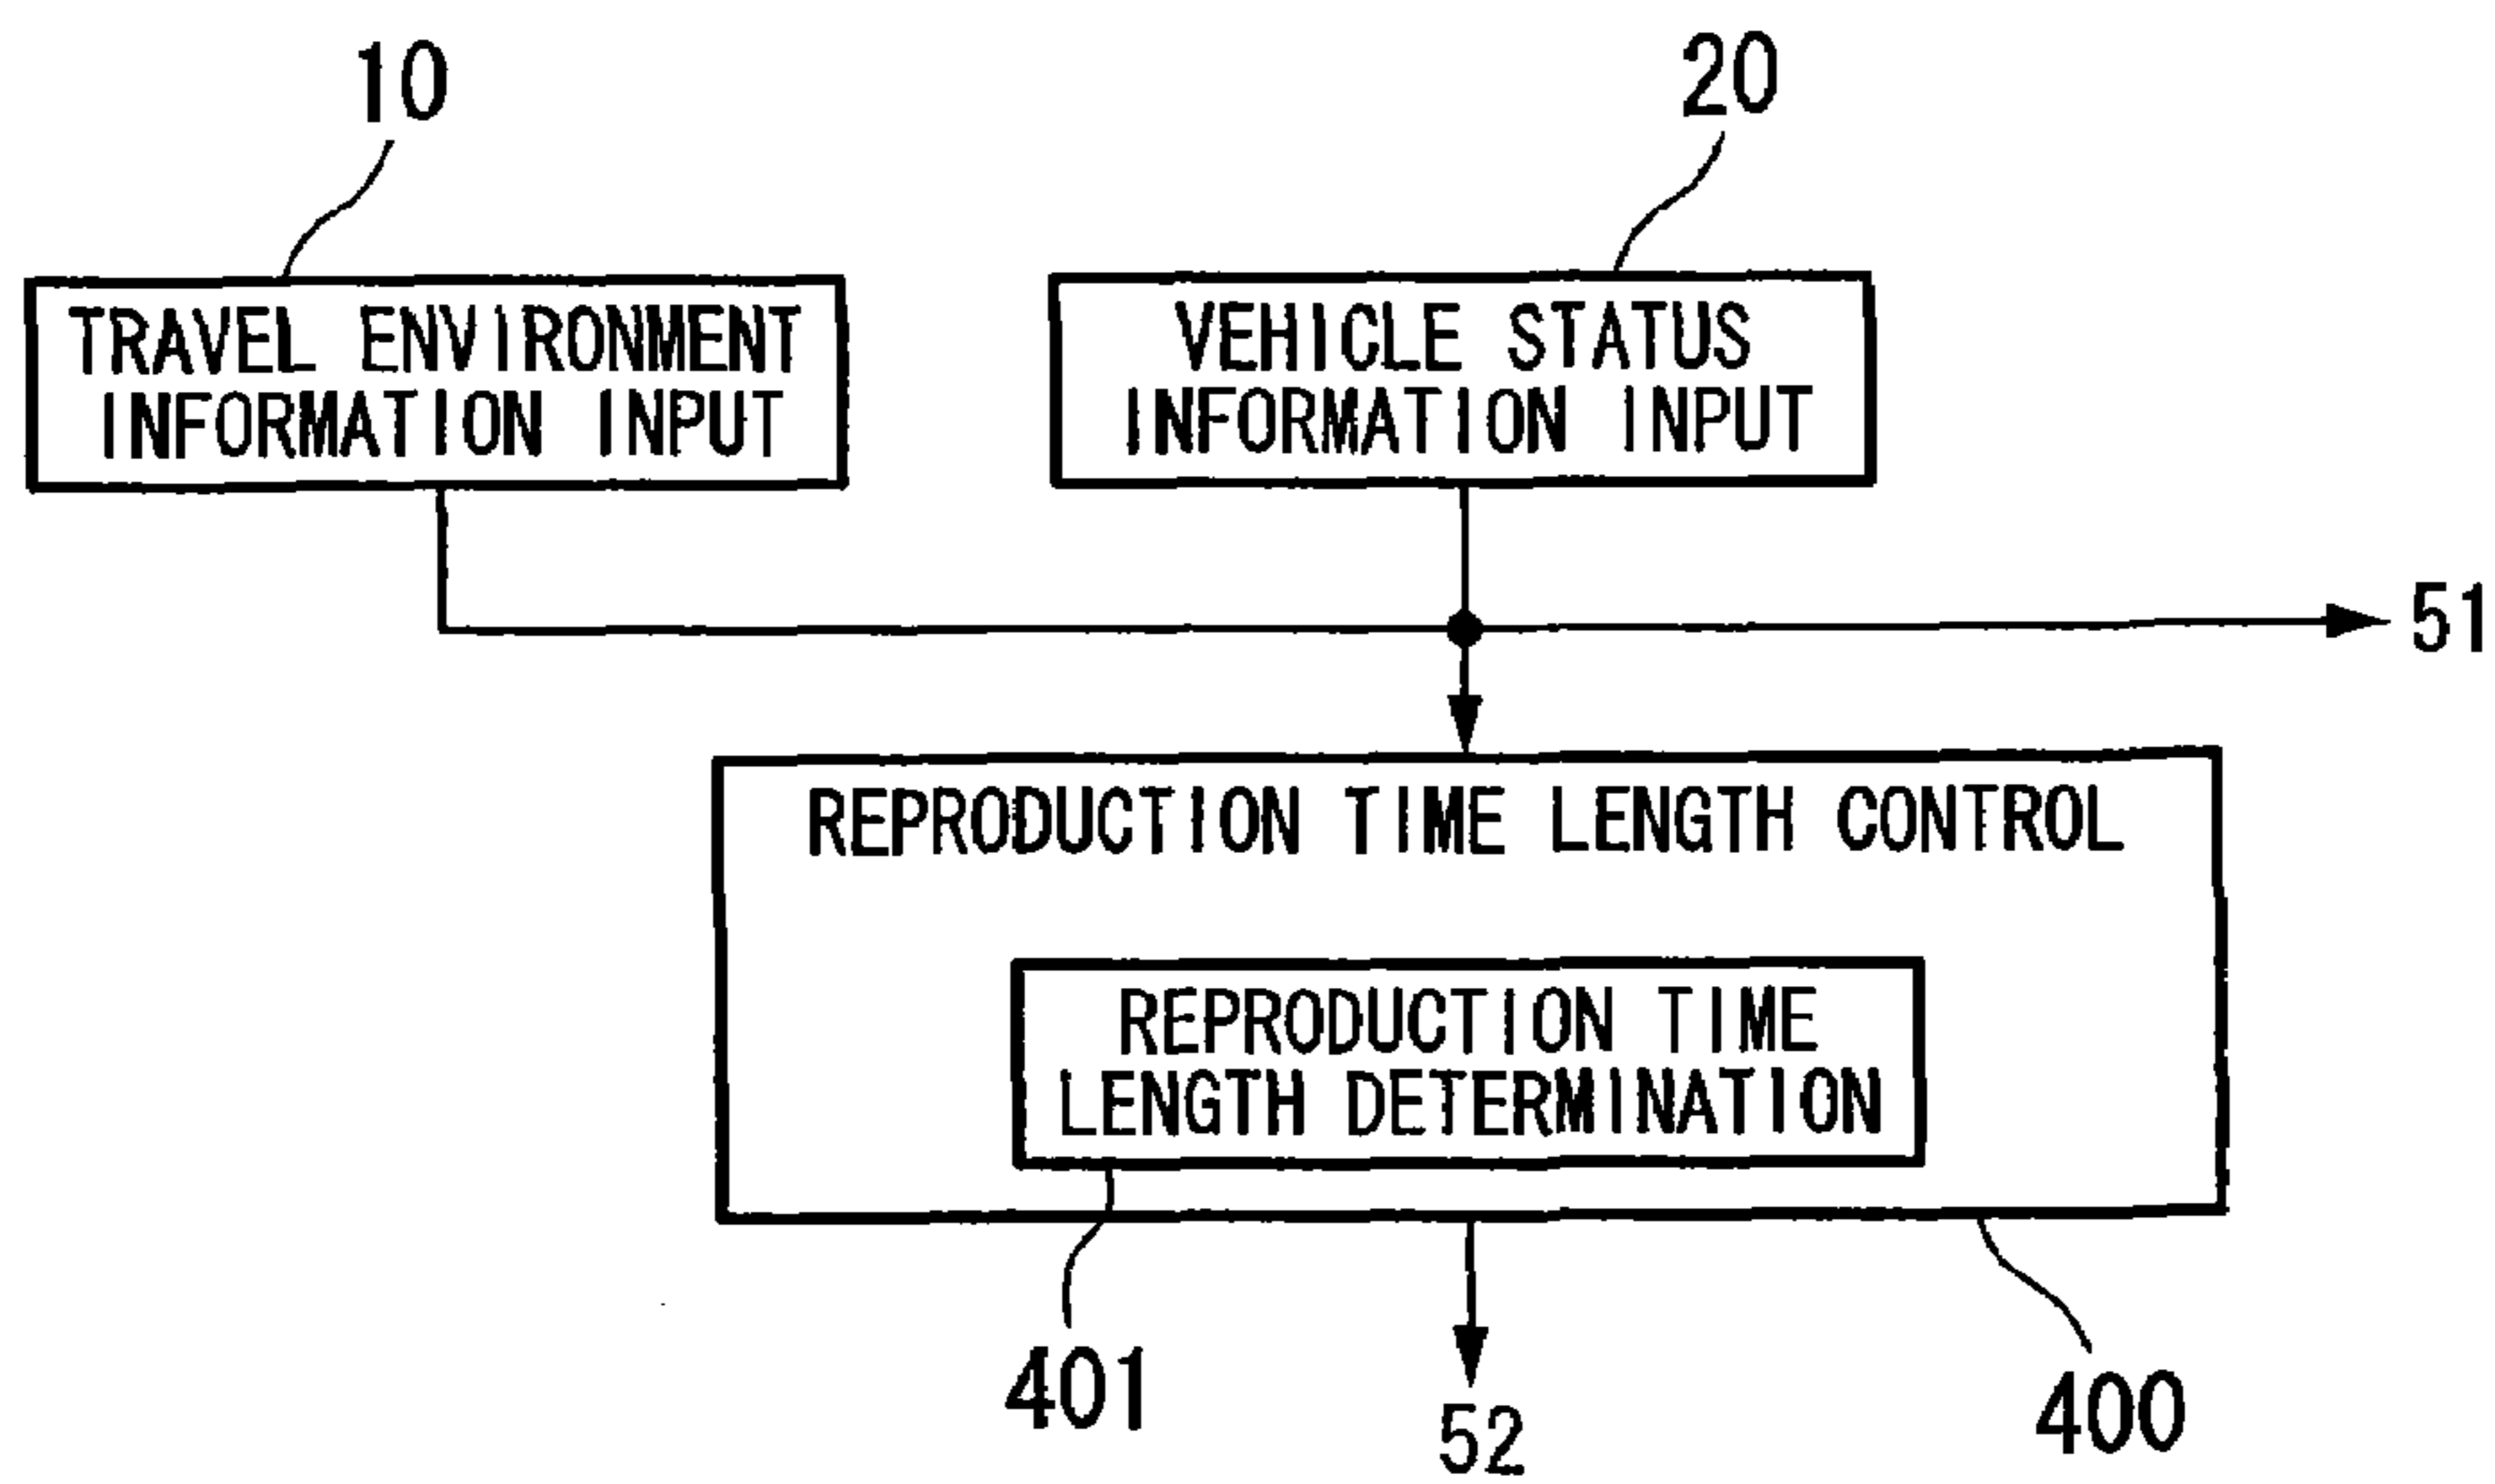 10
20
TRAVEL ENVIRONMENT
INFORMATION INPUT
VEHICLE STATUS
INFORMATION INPUT
51
REPRODUCTION TIME LENGTH CONTROL
REPRODUCTION TIME
LENGTH DETERMINATION
401
52
400